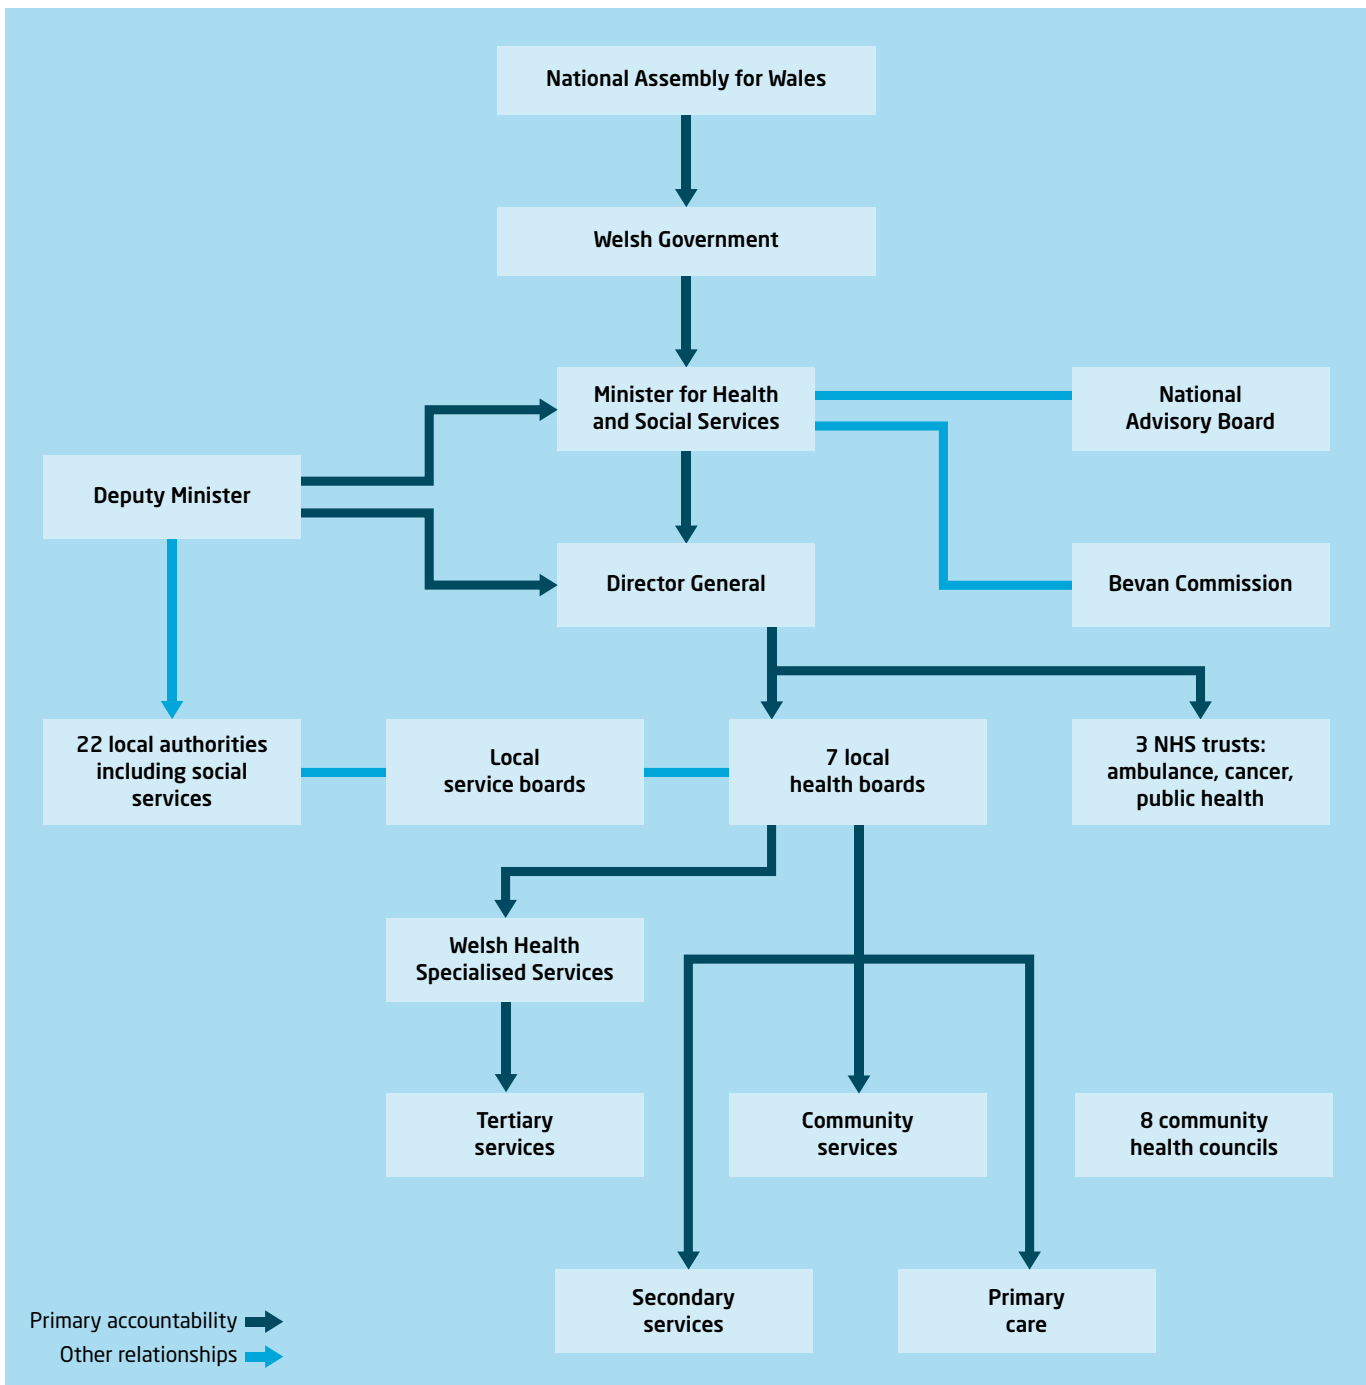 National Assembly for Wales
Welsh Government
Minister for Health
and Social Services
National
Advisory Board
Deputy Minister
Director General
Bevan Commission
22 local authorities
including social
services
Local
service boards
7 local
health boards
3 NHS trusts:
ambulance, cancer,
public health
Welsh Health
Specialised Services
Tertiary
services
Community
services
8 community
health councils
Secondary
services
Primary
care
Primary accountability
Other relationships